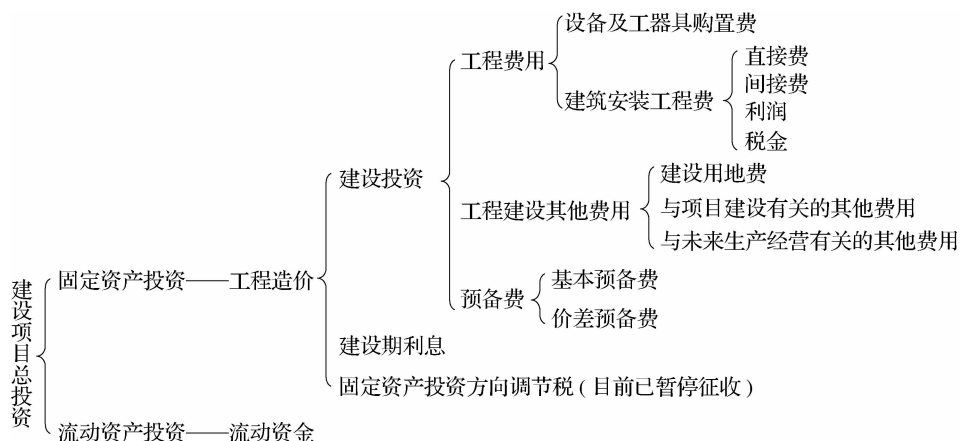 设备及工器具购置费
工程费用
直接费
间接费
建筑安装工程费
利润
税金
建设投资
建设用地费
工程建设其他费用
与项目建设有关的其他费用
与未来生产经营有关的其他费用
固定资产投资——工程造价
基本预备费
预备费
价差预备费
建设项目总投资
建设期利息
固定资产投资方向调节税(目前已暂停征收)
流动资产投资——流动资金